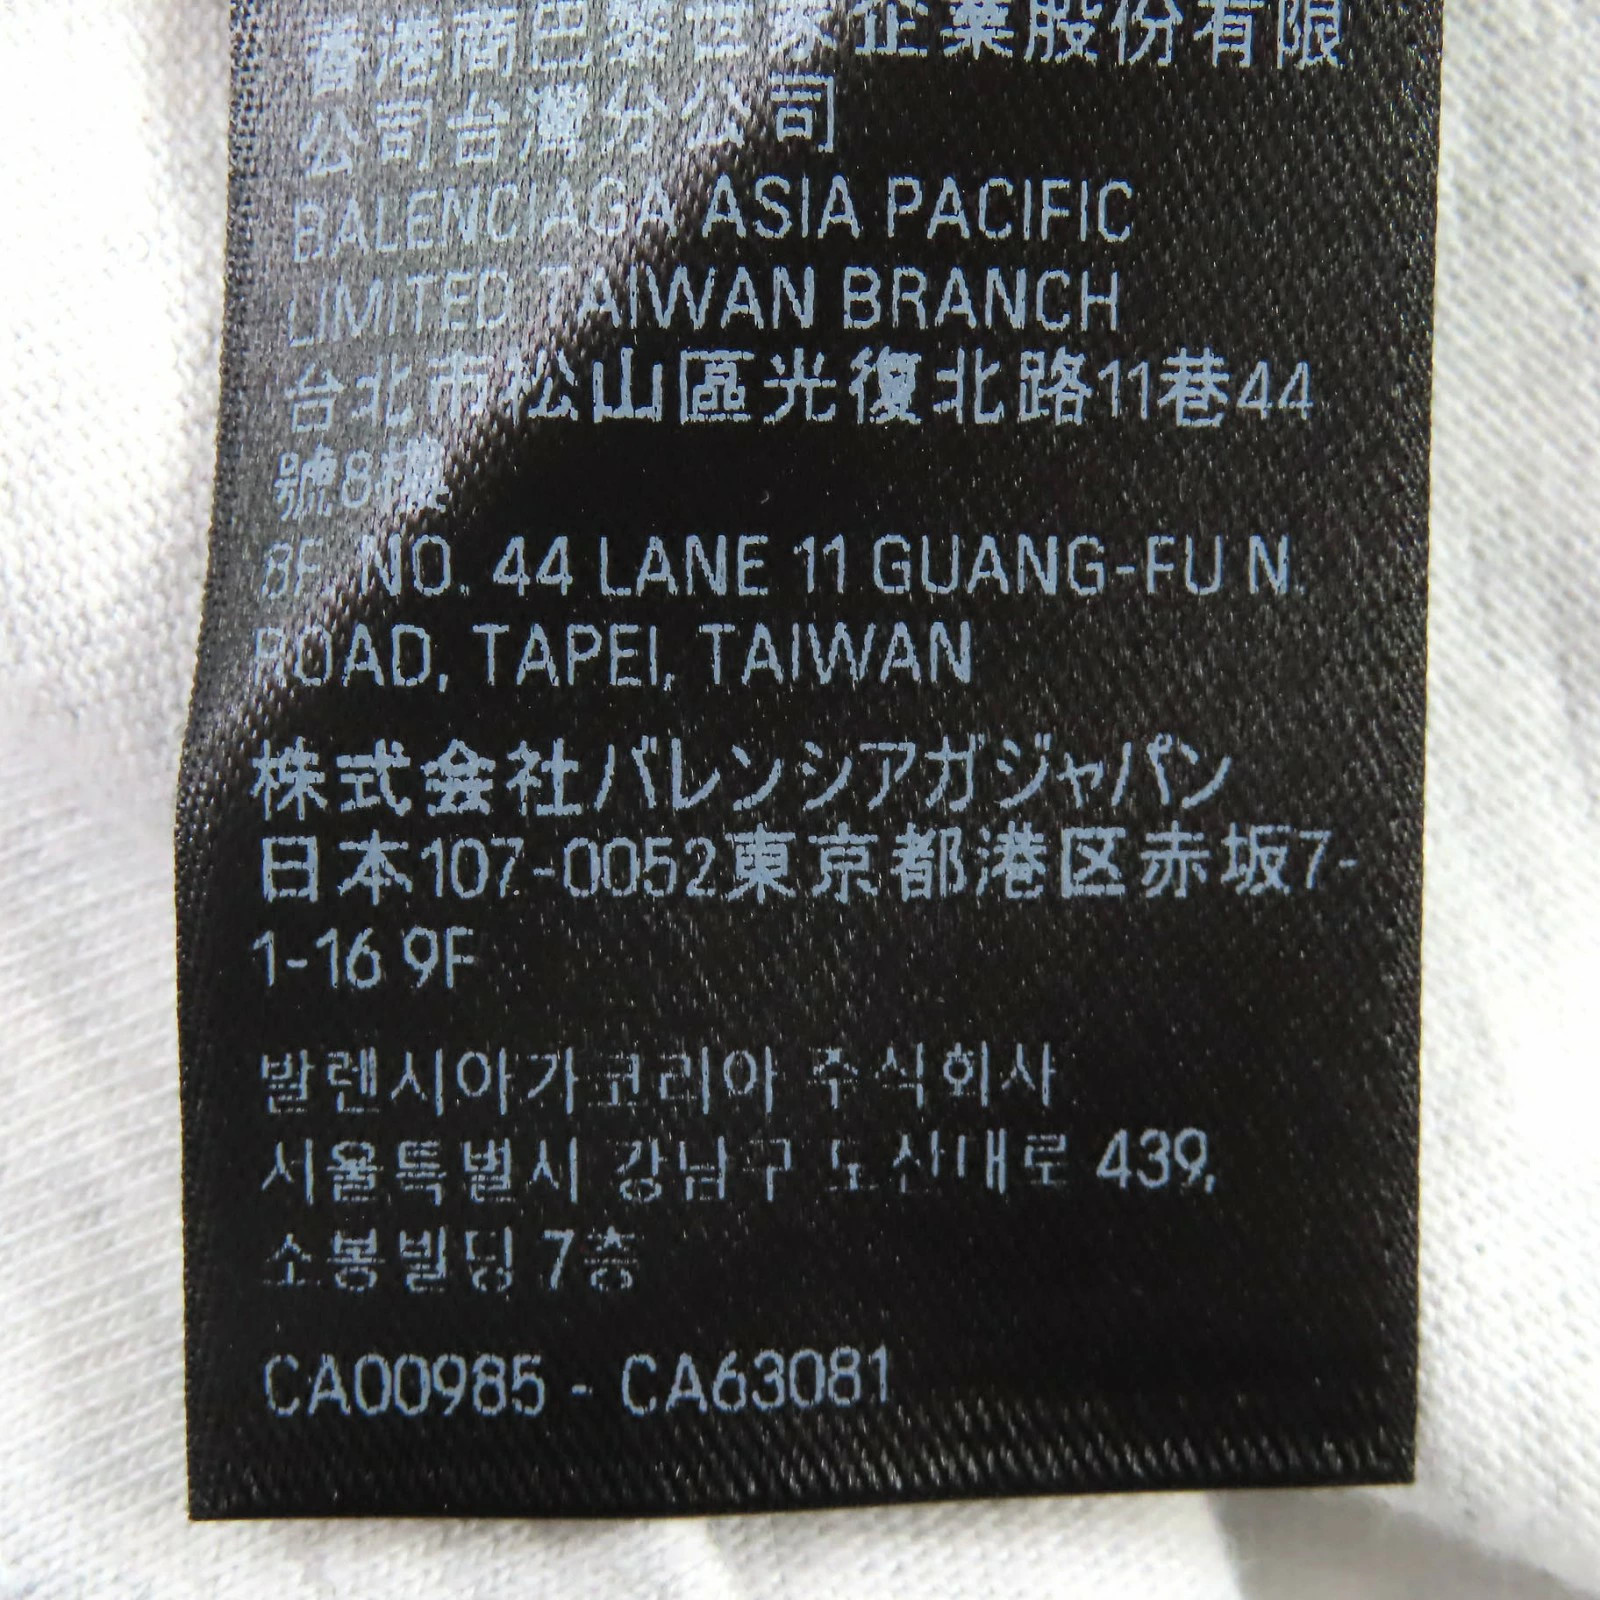 香港商巴黎世家企業股份有限
公司台灣分公司
BALENCIAGA ASIA PACIFIC
LIMITED TAIWAN BRANCH
台北市松山區光復北路11巷44
號8樓
8F NO. 44 LANE 11 GUANG-FU N.
ROAD, TAPEI, TAIWAN
株式会社バレンシアガジャパン
日本107-0052東京都港区赤坂7-
1-16 9F
발렌시아가코리아 주식회사
서울특별시 강남구 도산대로 439,
소봉빌딩 7층
CA00985 - CA63081